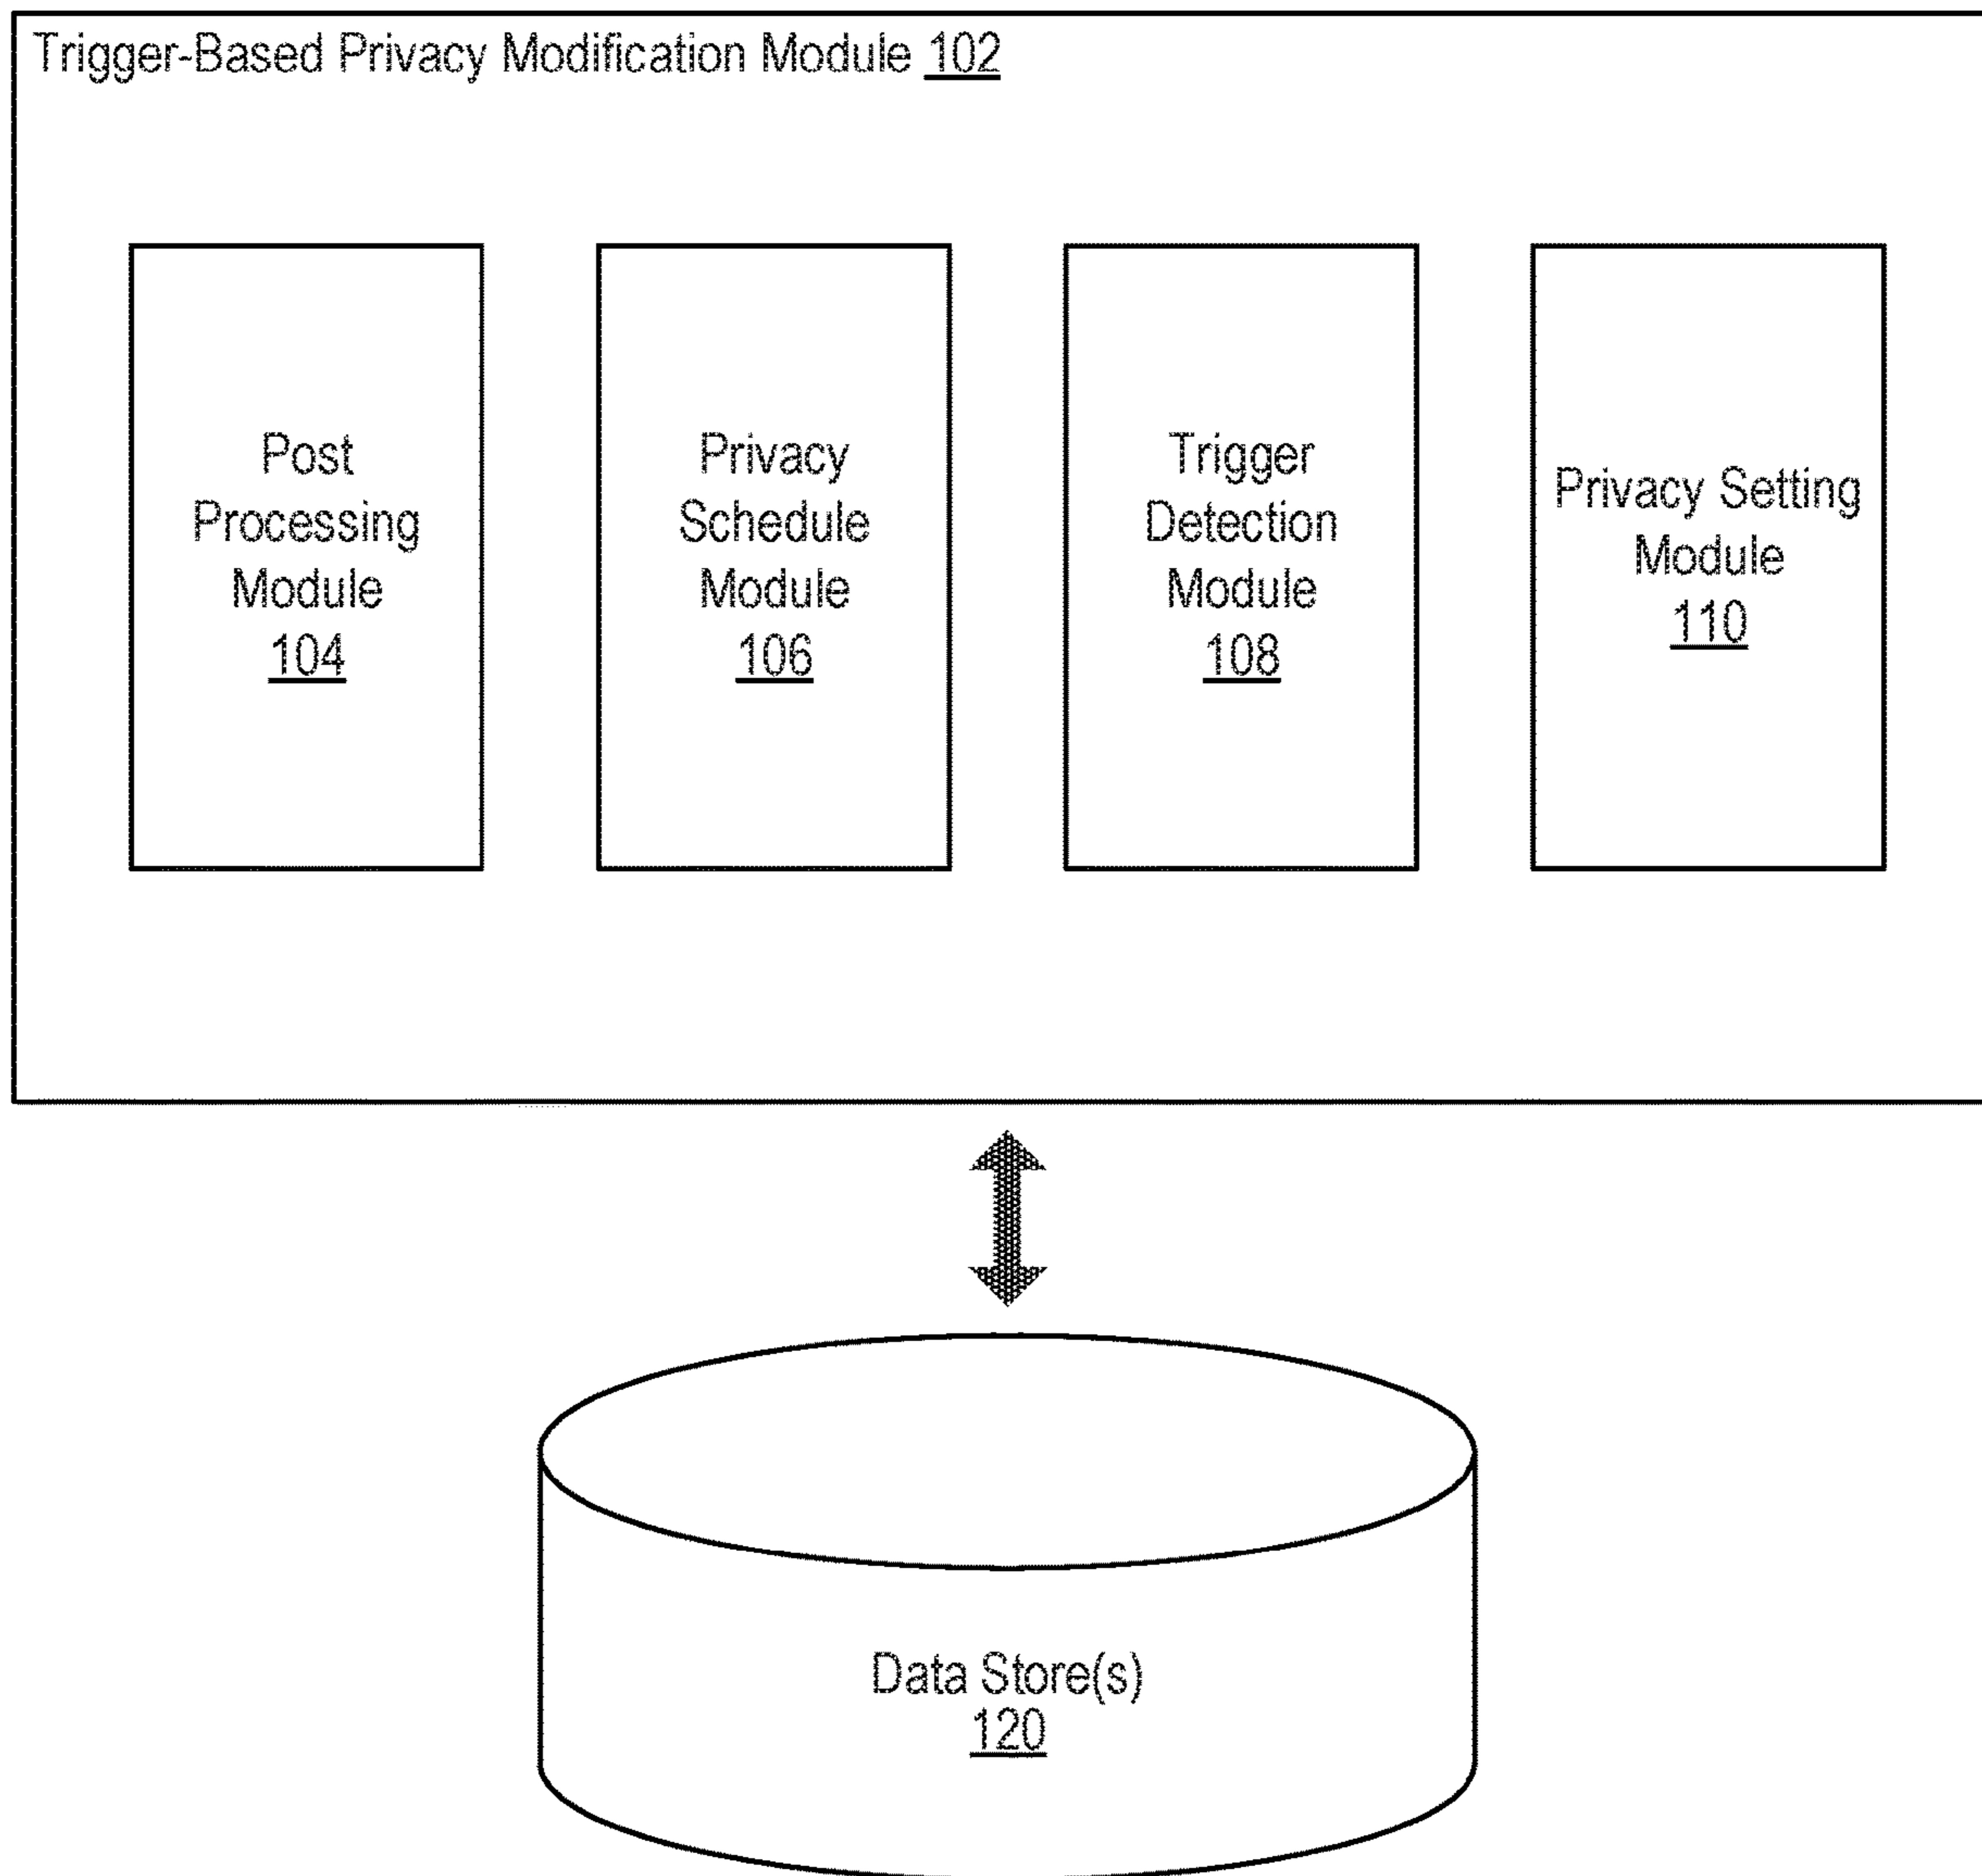 Trigger-Based Privacy Modification Module 102
Post
Processing
Module
104
Privacy
Schedule
Module
106
Trigger
Detection
Module
108
Privacy Setting
Module
110
Data Store(s)
120